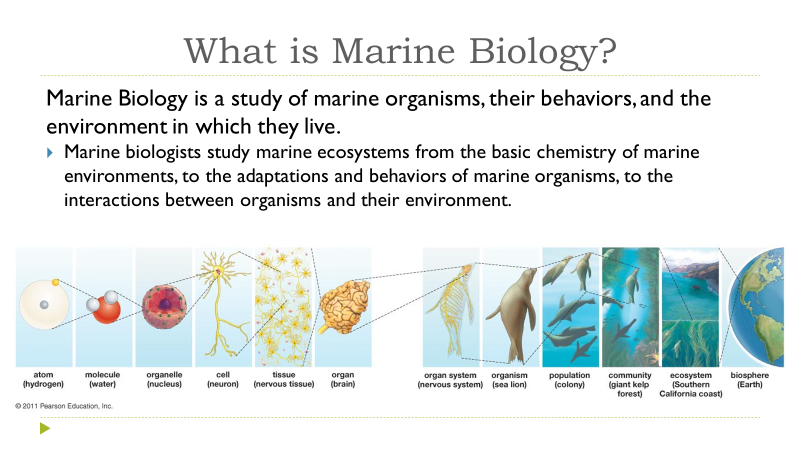 What is Marine Biology?
Marine Biology is a study of marine organisms, their behaviors, and the
environment in which they live.
Marine biologists study marine ecosystems from the basic chemistry of marine
environments, to the adaptations and behaviors of marine organisms, to the
interactions between organisms and their environment.
atom
(hydrogen)
molecule
(water)
organelle
(nucleus)
cell
(neuron)
tissue
(nervous tissue)
organ
(brain)
organ system
(nervous system)
organism
(sea lion)
population
(colony)
community
(giant kelp
forest)
ecosystem
(Southern
California coast)
biosphere
(Earth)
© 2011 Pearson Education, Inc.